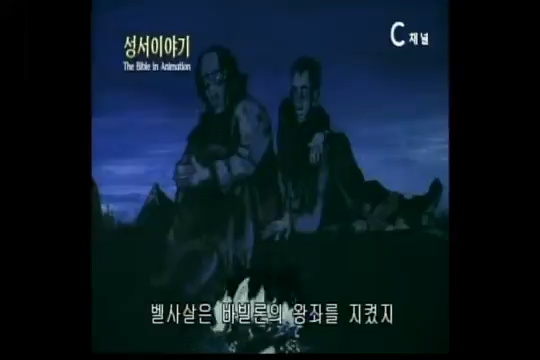 성서이야기
The Bible in Animation
C 채널
벨사살은 바빌론의 왕좌를 지켰지